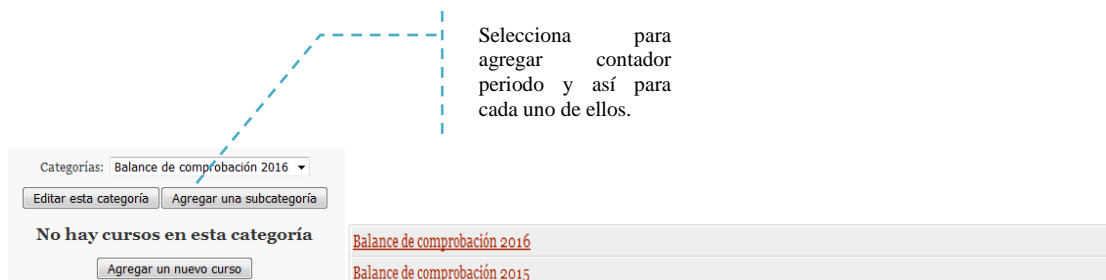 Selecciona para
agregar contador
periodo y así para
cada uno de ellos.
Categorías: Balance de comprobación 2016
Editar esta categoría Agregar una subcategoría
No hay cursos en esta categoría
Agregar un nuevo curso
Balance de comprobación 2016
Balance de comprobación 2015